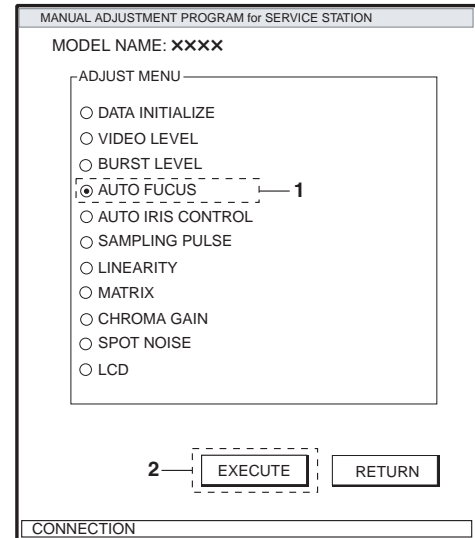 MANUAL ADJUSTMENT PROGRAM for SERVICE STATION
MODEL NAME: ××××
ADJUST MENU
DATA INITIALIZE
VIDEO LEVEL
BURST LEVEL
AUTO FUCUS 1
AUTO IRIS CONTROL
SAMPLING PULSE
LINEARITY
MATRIX
CHROMA GAIN
SPOT NOISE
LCD
2 EXECUTE RETURN
CONNECTION